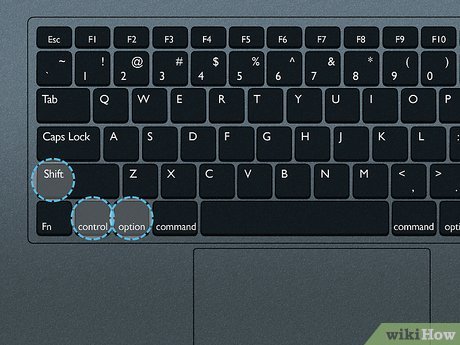 Esc F1 F2 F3 F4 F5 F6 F7 F8 F9 F10
~ ! @ # $ % ^ & * ( )
` 1 2 3 4 5 6 7 8 9 0
Tab Q W E R T Y U I O P
Caps Lock A S D F G H J K L :
Shift Z X C V B N M < >
, .
Fn control option command command opti
wikiHow